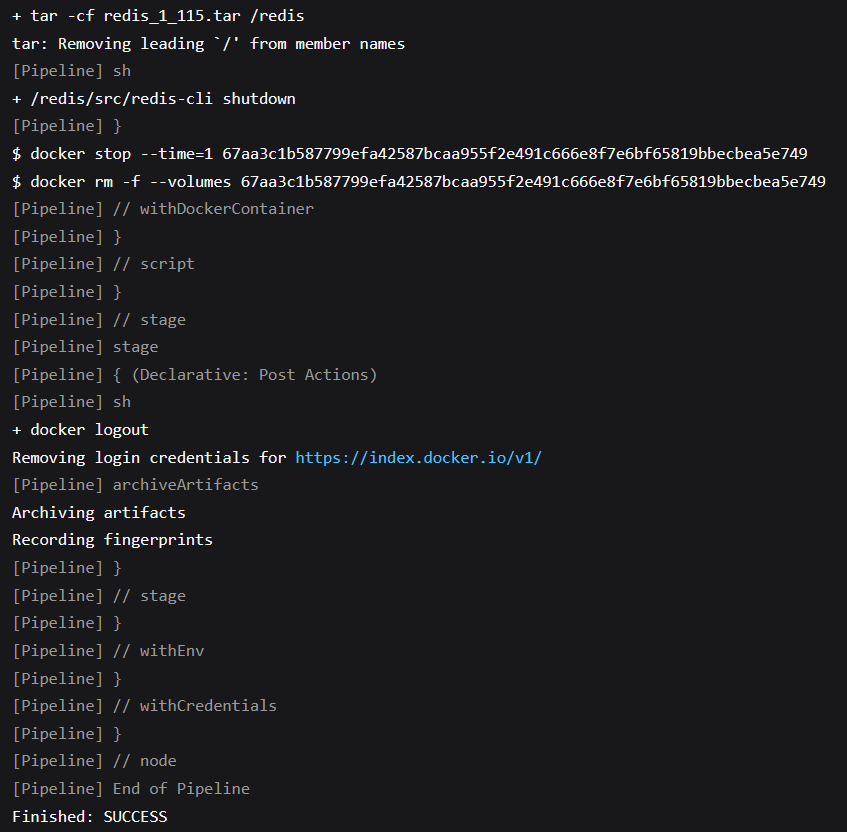 + tar -cf redis_1_115.tar /redis
tar: Removing leading `/' from member names
[Pipeline] sh
+ /redis/src/redis-cli shutdown
[Pipeline] }
$ docker stop --time=1 67aa3c1b587799efa42587bcaa955f2e491c666e8f7e6bf65819bbecbea5e749
$ docker rm -f --volumes 67aa3c1b587799efa42587bcaa955f2e491c666e8f7e6bf65819bbecbea5e749
[Pipeline] // withDockerContainer
[Pipeline] }
[Pipeline] // script
[Pipeline] }
[Pipeline] // stage
[Pipeline] stage
[Pipeline] { (Declarative: Post Actions)
[Pipeline] sh
+ docker logout
Removing login credentials for https://index.docker.io/v1/
[Pipeline] archiveArtifacts
Archiving artifacts
Recording fingerprints
[Pipeline] }
[Pipeline] // stage
[Pipeline] }
[Pipeline] // withEnv
[Pipeline] }
[Pipeline] // withCredentials
[Pipeline] }
[Pipeline] // node
[Pipeline] End of Pipeline
Finished: SUCCESS